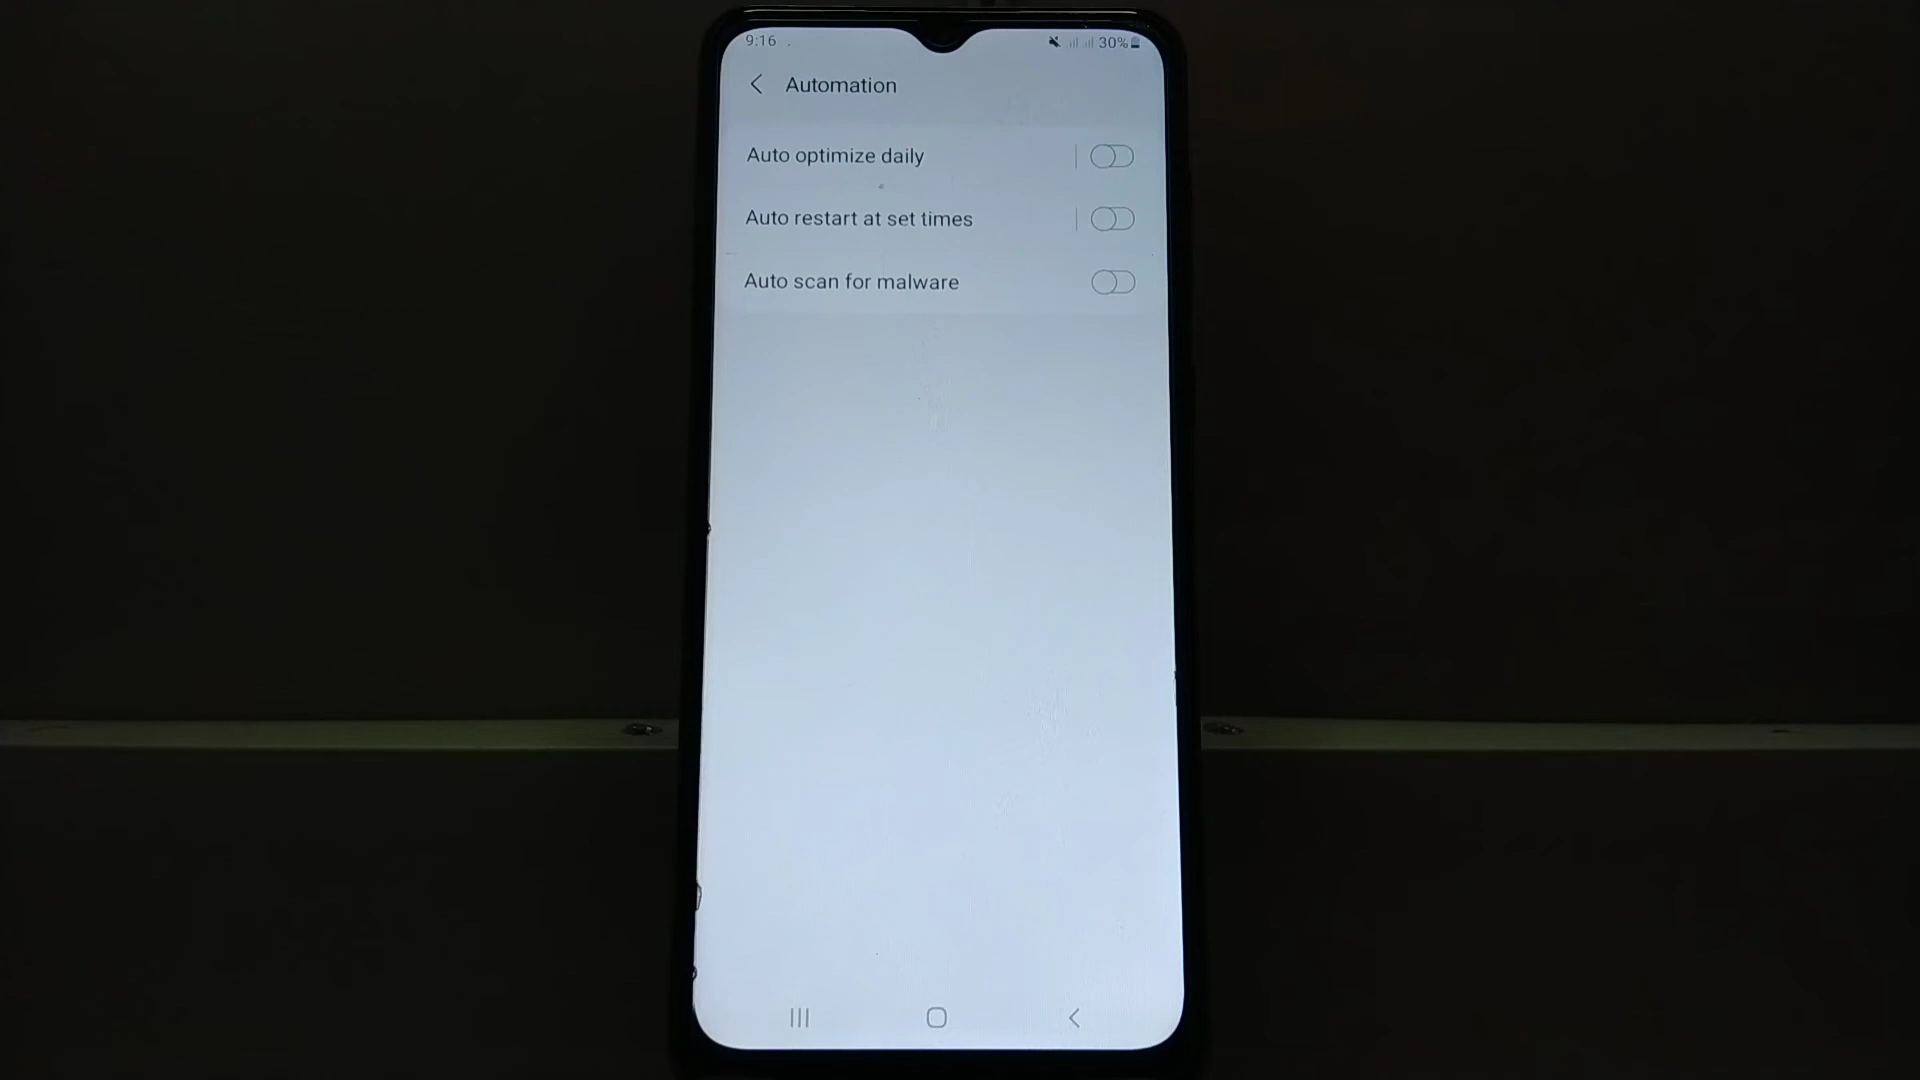 9:16 .
30%
Automation
Auto optimize daily
Auto restart at set times
Auto scan for malware